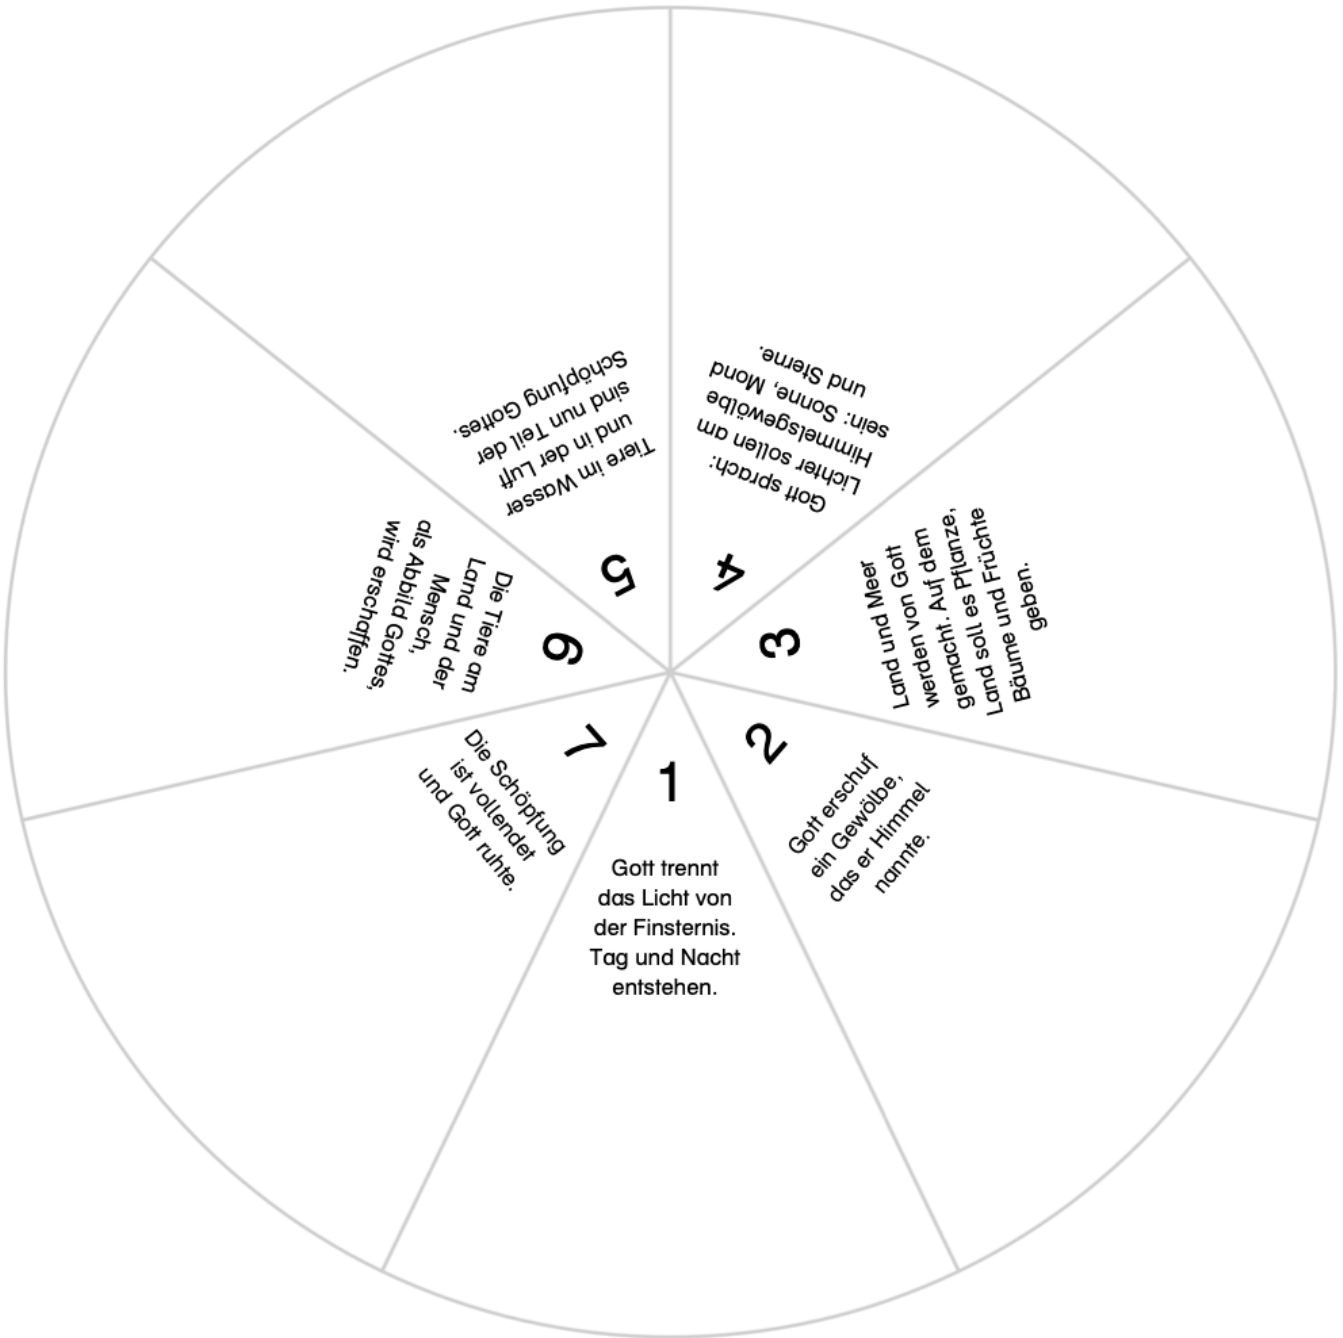 1
Gott trennt
das Licht von
der Finsternis.
Tag und Nacht
entstehen.
2
Gott erschuf
ein Gewölbe,
das er Himmel
nannte.
3
Land und Meer
werden von Gott
gemacht. Auf dem
Land soll es Pflanze,
Bäume und Früchte
geben.
4
Gott sprach:
Lichter sollen am
Himmelsgewölbe
sein: Sonne, Mond
und Sterne.
5
Tiere im Wasser
und in der Luft
sind nun Teil der
Schöpfung Gottes.
6
Die Tiere am
Land und der
Mensch,
als Abbild Gottes,
wird erschaffen.
7
Die Schöpfung
ist vollendet
und Gott ruhte.